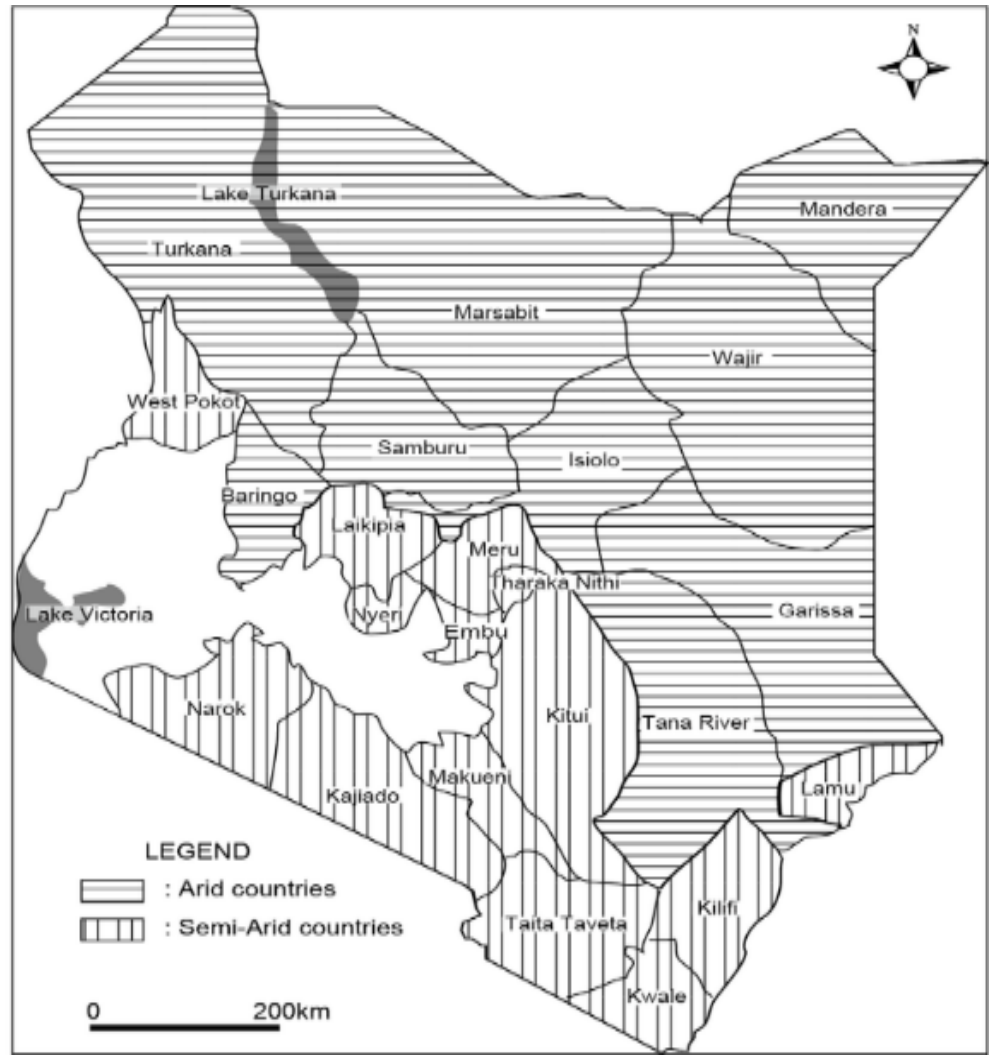 N
Mandera
Lake Turkana
Turkana
Marsabit
Wajir
West Pokot
Samburu
Isiolo
Baringo
Laikipia
Meru
Tharaka Nithi
Lake Victoria
Nyeri
Garissa
Embu
Narok
Kitui
Tana River
Makueni
Lamu
Kajiado
LEGEND
: Arid countries
Kilifi
: Semi-Arid countries
Taita Taveta
Kwale
0 200km